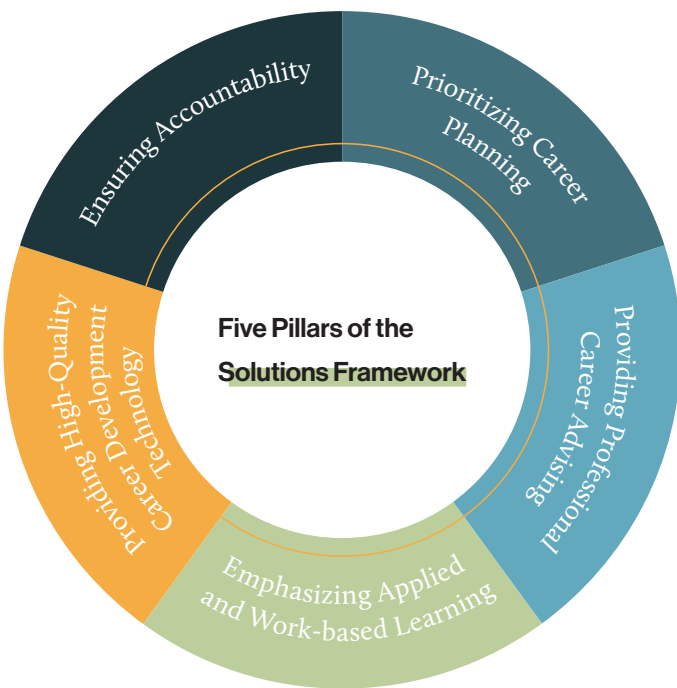 Five Pillars of the
Solutions Framework
Prioritizing Career
Planning
Providing Professional
Career Advising
Emphasizing Applied
and Work-based Learning
Providing High-Quality
Career Development
Technology
Ensuring Accountability